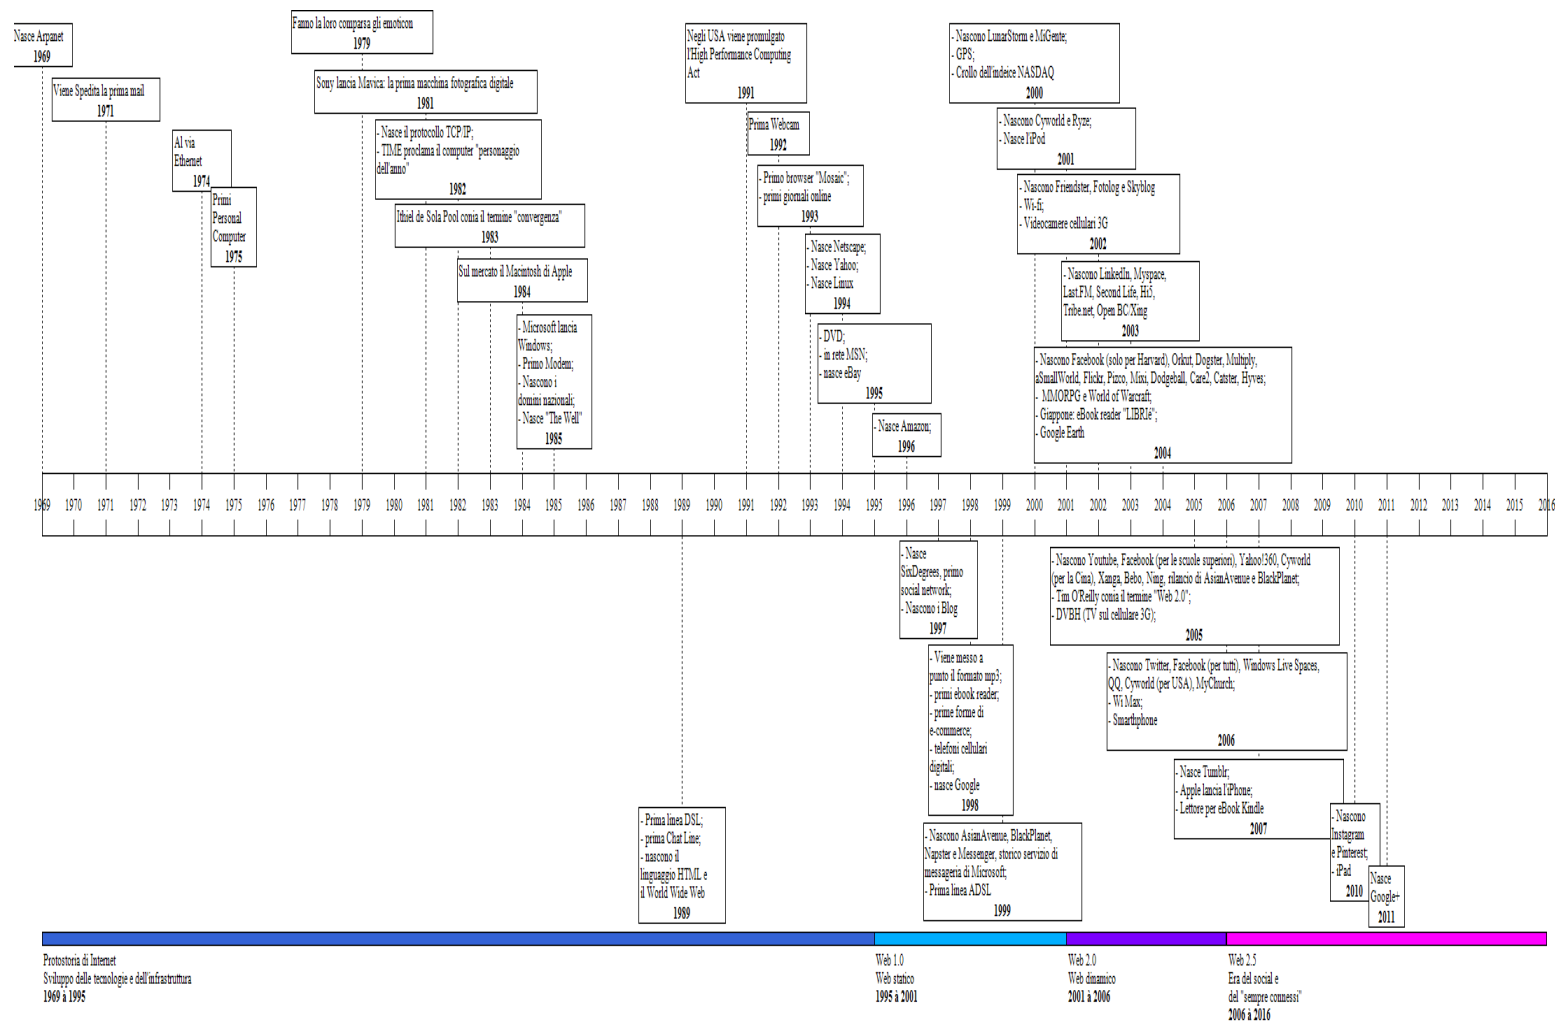 Nasce Arpanet
1969
Viene Spedita la prima mail
1971
Al via
Ethernet
1974
Primi
Personal
Computer
1975
Fanno la loro comparsa gli emoticon
1979
Sony lancia Mavica: la prima macchina fotografica digitale
1981
- Nasce il protocollo TCP/IP;
- TIME proclama il computer "personaggio
dell'anno"
1982
Ithiel de Sola Pool conia il termine "convergenza"
1983
Sul mercato il Macintosh di Apple
1984
- Microsoft lancia
Windows;
- Primo Modem;
- Nascono i
domini nazionali;
- Nasce "The Well"
1985
Negli USA viene promulgato
l'High Performance Computing
Act
1991
Prima Webcam
1992
- Primo browser "Mosaic";
- primi giornali online
1993
- Nasce Netscape;
- Nasce Yahoo;
- Nasce Linux
1994
- DVD;
- in rete MSN;
- nasce eBay
1995
- Nasce Amazon;
1996
- Nascono LunarStorm e MiGente;
- GPS;
- Crollo dell'indeice NASDAQ
2000
- Nascono Cyworld e Ryze;
- Nasce l'iPod
2001
- Nascono Friendster, Fotolog e Skyblog
- Wi-fi;
- Videocamere cellulari 3G
2002
- Nascono LinkedIn, Myspace,
Last.FM, Second Life, Hi5,
Tribe.net, Open BC/Xing
2003
- Nascono Facebook (solo per Harvard), Orkut, Dogster, Multiply,
aSmallWorld, Flickr, Pizco, Mixi, Dodgeball, Care2, Catster, Hyves;
- MMORPG e World of Warcraft;
- Giappone: eBook reader "LIBRIé";
- Google Earth
2004
1969 1970 1971 1972 1973 1974 1975 1976 1977 1978 1979 1980 1981 1982 1983 1984 1985 1986 1987 1988 1989 1990 1991 1992 1993 1994 1995 1996 1997 1998 1999 2000 2001 2002 2003 2004 2005 2006 2007 2008 2009 2010 2011 2012 2013 2014 2015 2016
- Prima linea DSL;
- prima Chat Line;
- nascono il
linguaggio HTML e
il World Wide Web
1989
- Nasce
SixDegrees, primo
social network;
- Nascono i Blog
1997
- Viene messo a
punto il formato mp3;
- primi ebook reader;
- prime forme di
e-commerce;
- telefoni cellulari
digitali;
- nasce Google
1998
- Nascono AsianAvenue, BlackPlanet,
Napster e Messenger, storico servizio di
messageria di Microsoft;
- Prima linea ADSL
1999
- Nascono Youtube, Facebook (per le scuole superiori), Yahoo!360, Cyworld
(per la Cina), Xanga, Bebo, Ning, rilancio di AsianAvenue e BlackPlanet;
- Tim O'Reilly conia il termine "Web 2.0";
- DVBH (TV sul cellulare 3G);
2005
- Nascono Twitter, Facebook (per tutti), Windows Live Spaces,
QQ, Cyworld (per USA), MyChurch;
- Wi Max;
- Smarthphone
2006
- Nasce Tumblr;
- Apple lancia l'iPhone;
- Lettore per eBook Kindle
2007
- Nascono
Instagram
e Pinterest;
- iPad
2010
Nasce
Google+
2011
Protostoria di Internet
Sviluppo delle tecnologie e dell'infrastruttura
1969 à 1995
Web 1.0
Web statico
1995 à 2001
Web 2.0
Web dinamico
2001 à 2006
Web 2.5
Era del social e
del "sempre connessi"
2006 à 2016